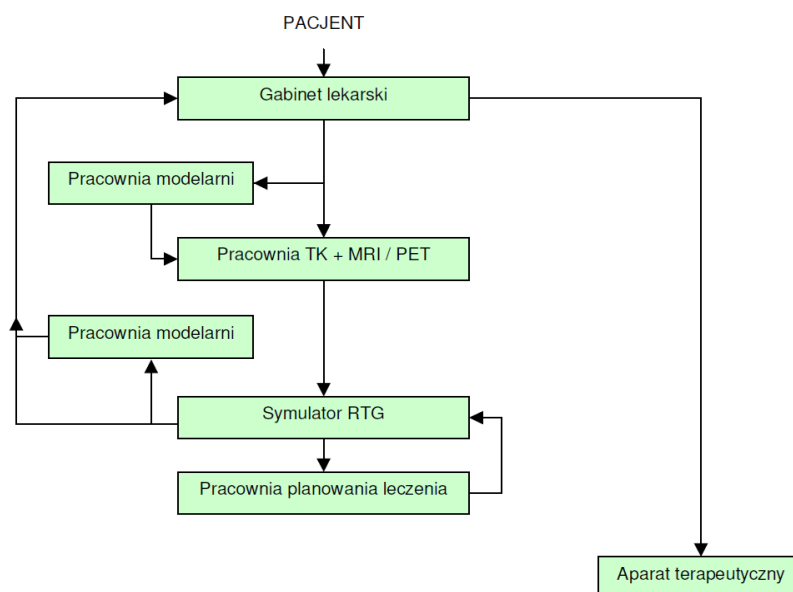 PACJENT
Gabinet lekarski
Pracownia modelarni
Pracownia TK + MRI / PET
Pracownia modelarni
Symulator RTG
Pracownia planowania leczenia
Aparat terapeutyczny